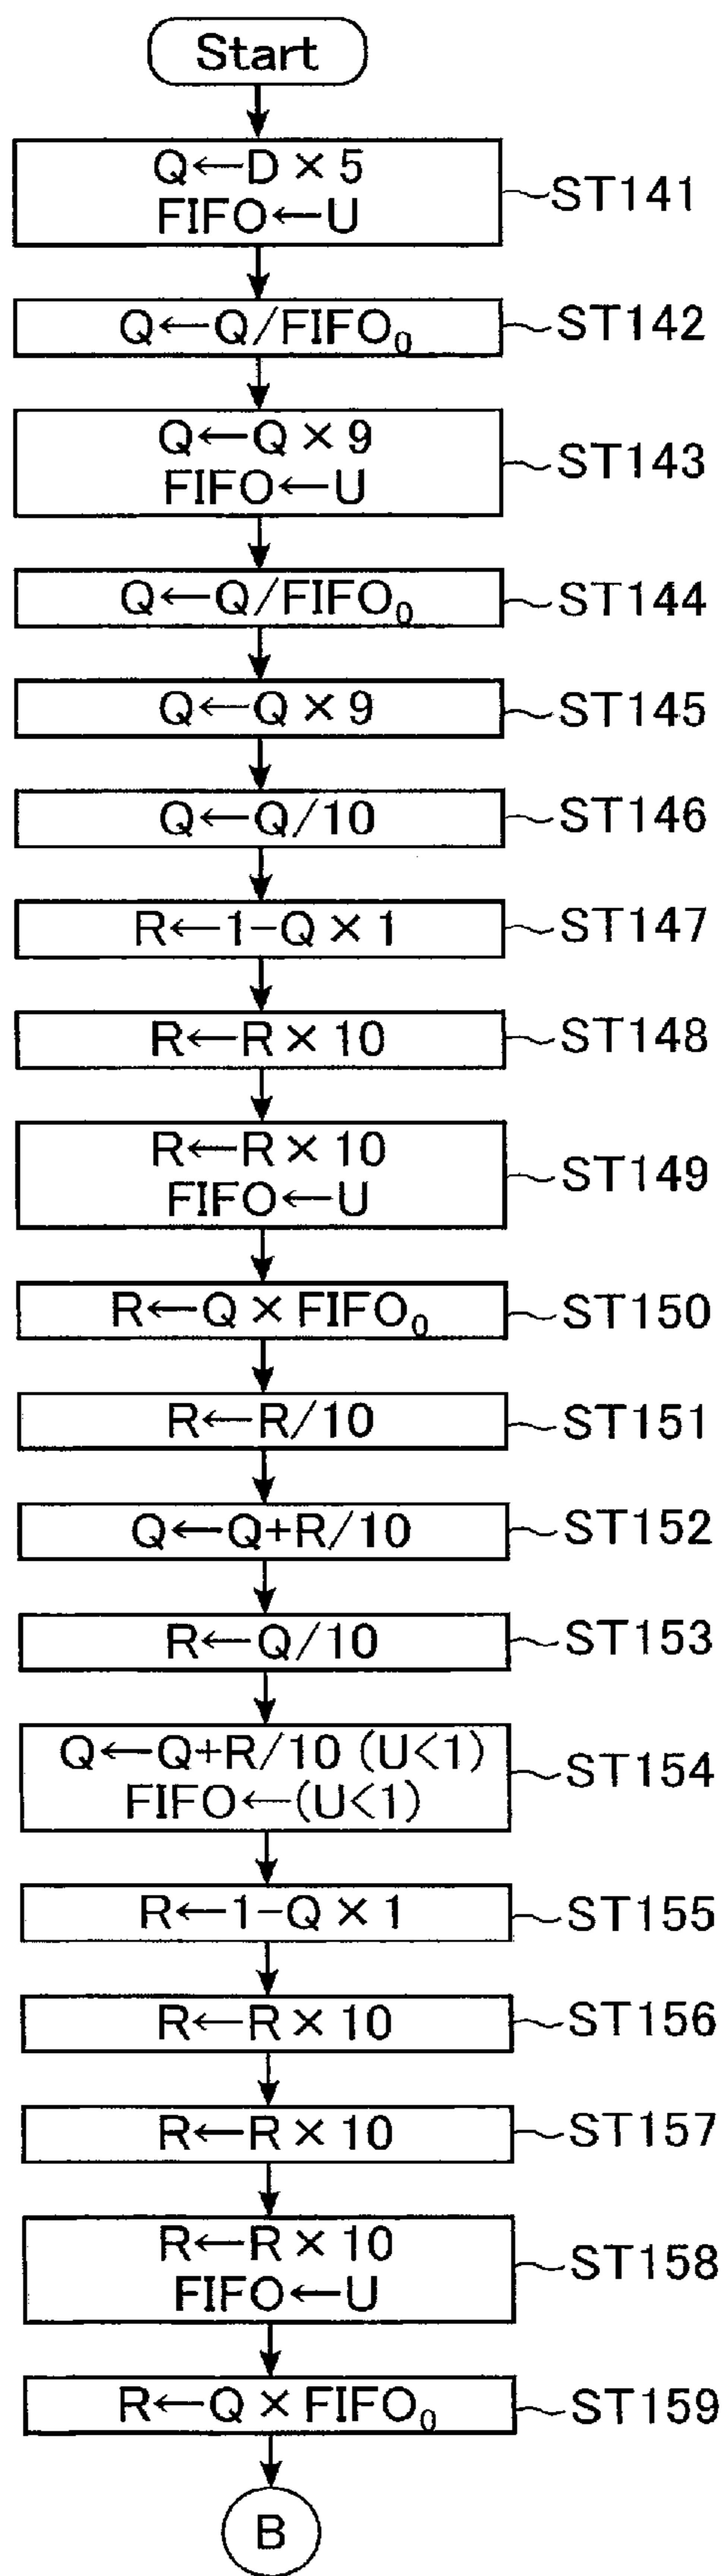 Start
Q←D×5
FIFO←U
ST141
Q←Q/FIFO₀
ST142
Q←Q×9
FIFO←U
ST143
Q←Q/FIFO₀
ST144
Q←Q×9
ST145
Q←Q/10
ST146
R←1-Q×1
ST147
R←R×10
ST148
R←R×10
FIFO←U
ST149
R←Q×FIFO₀
ST150
R←R/10
ST151
Q←Q+R/10
ST152
R←Q/10
ST153
Q←Q+R/10 (U<1)
FIFO←(U<1)
ST154
R←1-Q×1
ST155
R←R×10
ST156
R←R×10
ST157
R←R×10
FIFO←U
ST158
R←Q×FIFO₀
ST159
B